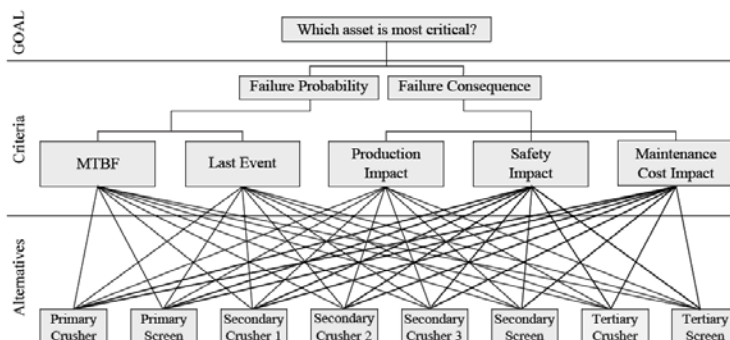 GOAL
Which asset is most critical?
Failure Probability
Failure Consequence
Criteria
MTBF
Last Event
Production
Impact
Safety
Impact
Maintenance
Cost Impact
Alternatives
Primary
Crusher
Primary
Screen
Secondary
Crusher 1
Secondary
Crusher 2
Secondary
Crusher 3
Secondary
Screen
Tertiary
Crusher
Tertiary
Screen